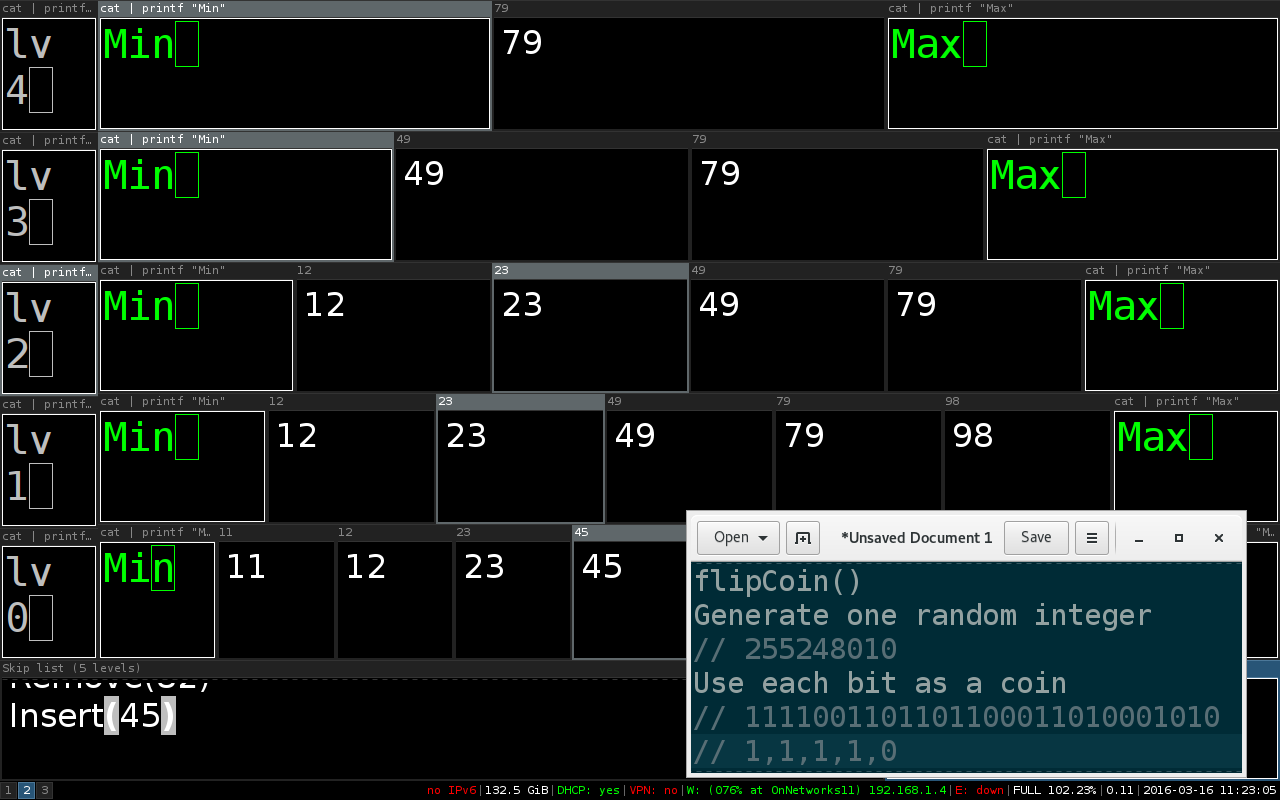 cat | printf… cat | printf "Min" 79 cat | printf "Max"
lv Min 79 Max
4
cat | printf… cat | printf "Min" 49 79 cat | printf "Max"
lv Min 49 79 Max
3
cat | printf… cat | printf "Min" 12 23 49 79 cat | printf "Max"
lv Min 12 23 49 79 Max
2
cat | printf… cat | printf "Min" 12 23 49 79 98 cat | printf "Max"
lv Min 12 23 49 79 98 Max
1
cat | printf… cat | printf "M… 11 12 23 45 "M…
lv Min 11 12 23 45
0
Open *Unsaved Document 1 Save
flipCoin()
Generate one random integer
// 255248010
Use each bit as a coin
// 1111001101101100011010001010
// 1,1,1,1,0
Skip list (5 levels)
Insert(45)
1 2 3 no IPv6|132.5 GiB|DHCP: yes|VPN: no|W: (076% at OnNetworks11) 192.168.1.4|E: down|FULL 102.23%|0.11|2016-03-16 11:23:05